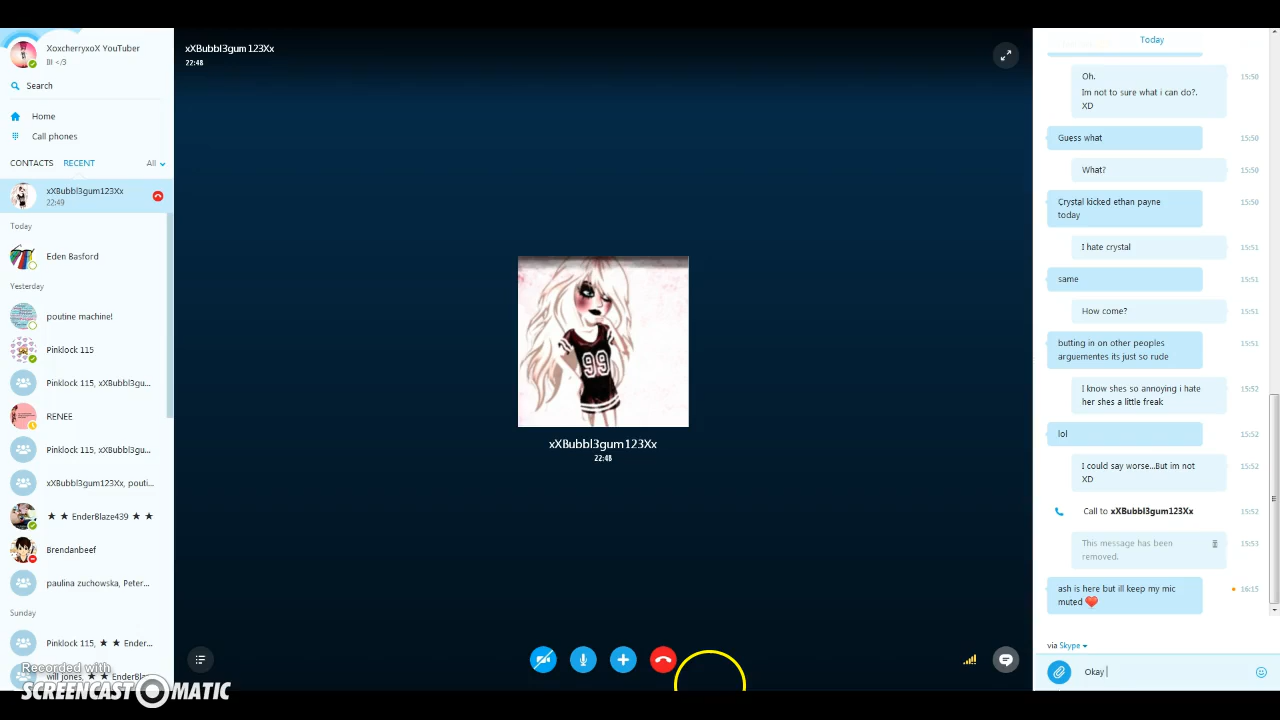 XoxcherryxoX YouTuber
BI </3
Search
Home
Call phones
CONTACTS RECENT All
xXBubbl3gum123Xx
22:49
Today
Eden Basford
Yesterday
poutine machine!
Pinklock 115
Pinklock 115, xXBubbl3gu...
RENEE
Pinklock 115, xXBubbl3gu...
xXBubbl3gum123Xx, pouti...
★ ★ EnderBlaze439 ★ ★
Brendanbeef
paulina zuchowska, Peter...
Sunday
Pinklock 115, ★ ★ Ender...
will jones, ★ ★ EnderBla...
Recorded with
SCREENCAST MATIC
xXBubbl3gum123Xx
22:48
99
xXBubbl3gum123Xx
22:48
Today
Oh. 15:50
Im not to sure what i can do?.
XD
Guess what 15:50
What? 15:50
Crystal kicked ethan payne 15:50
today
I hate crystal 15:51
same 15:51
How come? 15:51
butting in on other peoples 15:51
arguementes its just so rude
I know shes so annoying i hate 15:52
her shes a little freak
lol 15:52
I could say worse...But im not 15:52
XD
Call to xXBubbl3gum123Xx 15:52
This message has been 15:53
removed.
ash is here but ill keep my mic 16:15
muted
via Skype
Okay